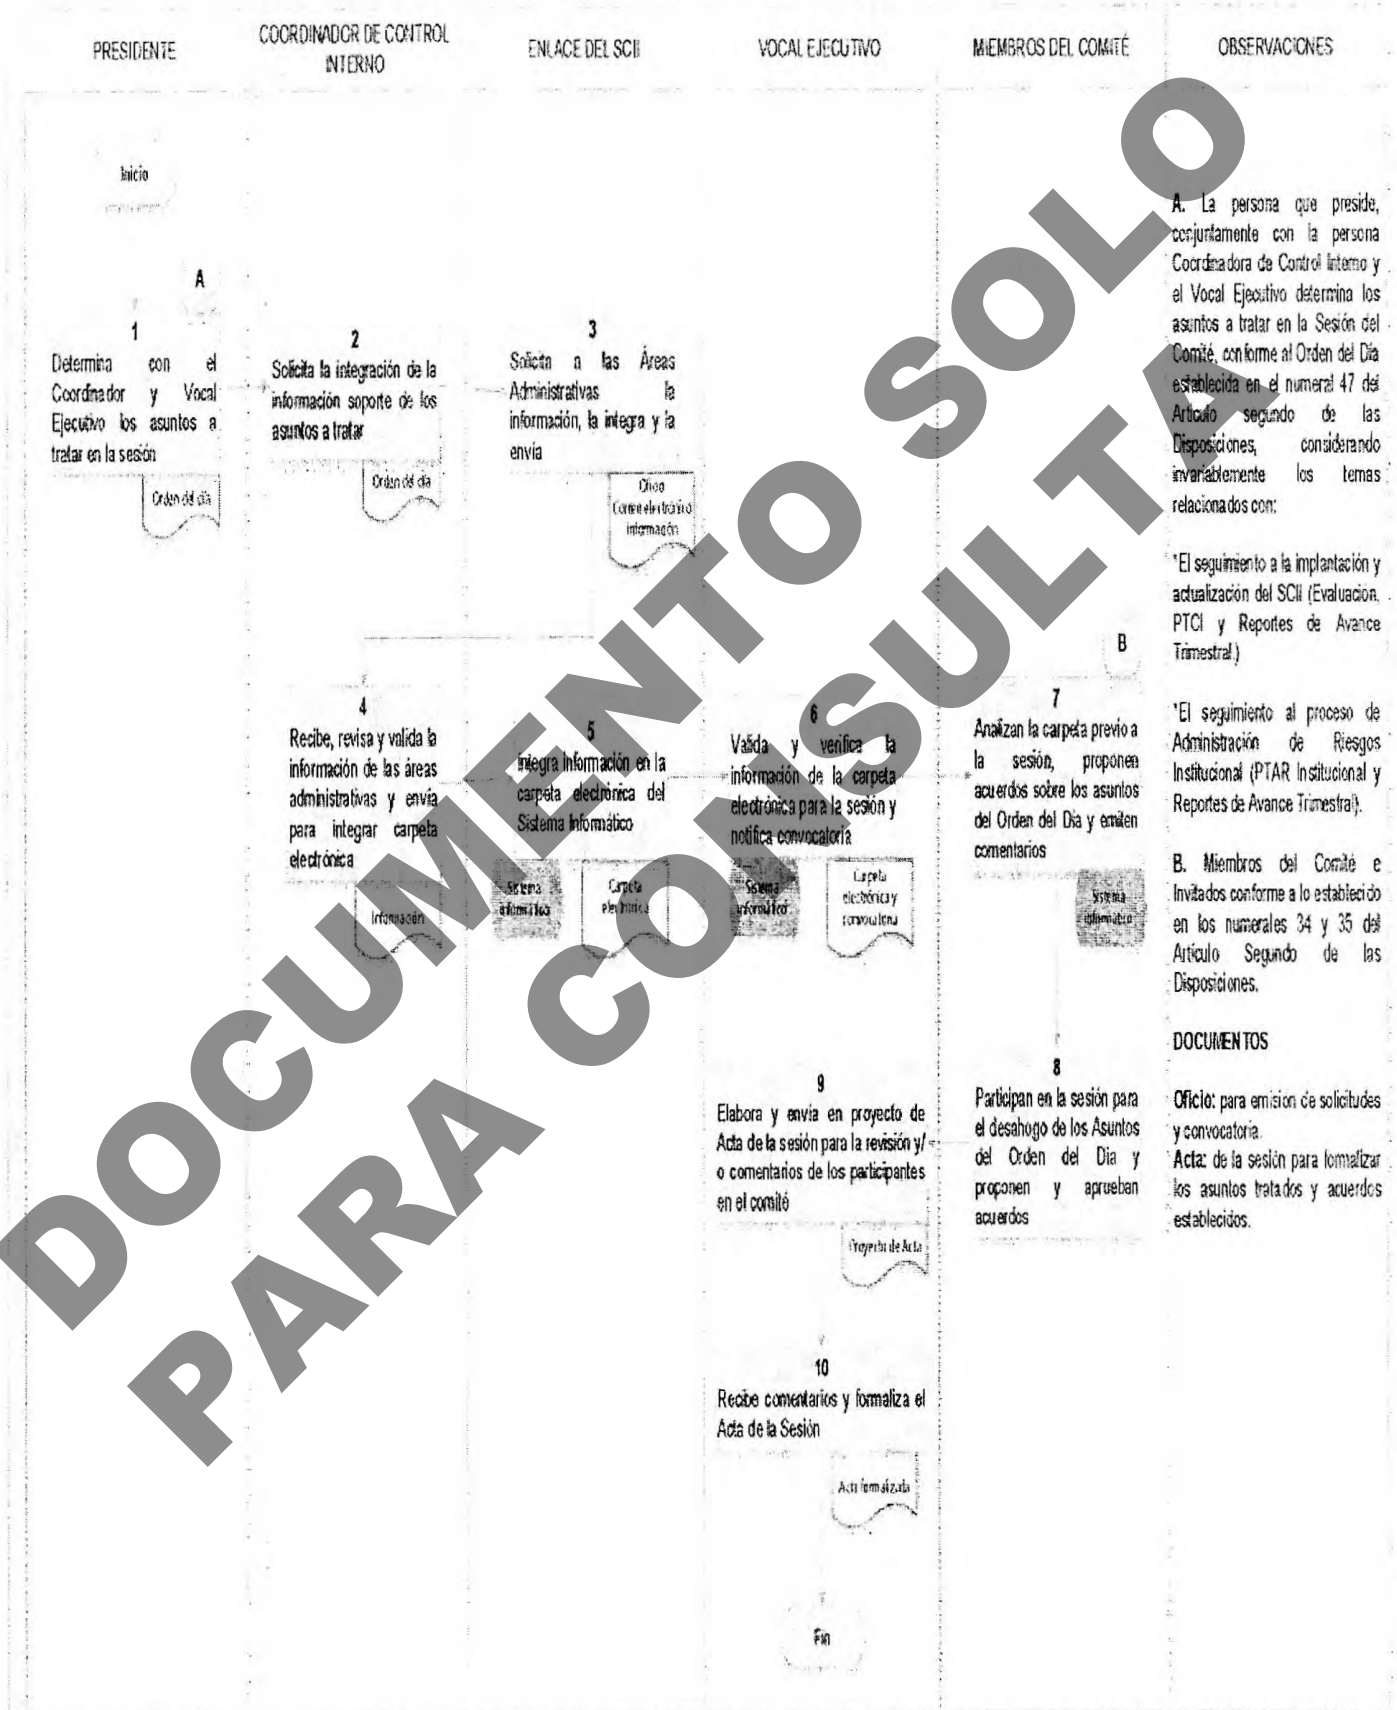 PRESIDENTE
COORDINADOR DE CONTROL
INTERNO
ENLACE DEL SCII
VOCAL EJECUTIVO
MIEMBROS DEL COMITÉ
OBSERVACIONES
Inicio
A
1
Determina con el
Coordinador y Vocal
Ejecutivo los asuntos a
tratar en la sesión
Orden del día
2
Solicita la integración de la
información soporte de los
asuntos a tratar
Orden del día
3
Solicita a las Áreas
Administrativas la
información, la integra y la
envía
Oficio
Correo electrónico
información
4
Recibe, revisa y valida la
información de las áreas
administrativas y envía
para integrar carpeta
electrónica
Información
5
Integra Información en la
carpeta electrónica del
Sistema Informático
Sistema
informático
Carpeta
electrónica
6
Valida y verifica la
información de la carpeta
electrónica para la sesión y
notifica convocatoria
Sistema
informático
Carpeta
electrónica y
convocatoria
B
7
Analizan la carpeta previo a
la sesión, proponen
acuerdos sobre los asuntos
del Orden del Día y emiten
comentarios
Sistema
informático
8
Participan en la sesión para
el desahogo de los Asuntos
del Orden del Dia y
proponen y aprueban
acuerdos
9
Elabora y envía en proyecto de
Acta de la sesión para la revisión y/
o comentarios de los participantes
en el comité
Proyecto de Acta
10
Recibe comentarios y formaliza el
Acta de la Sesión
Acta formalizada
Fin
A. La persona que preside,
conjuntamente con la persona
Coordinadora de Control Interno y
el Vocal Ejecutivo determina los
asuntos a tratar en la Sesión del
Comité, conforme al Orden del Día
establecida en el numeral 47 del
Artículo segundo de las
Disposiciones, considerando
invariablemente los temas
relacionados con:
*El seguimiento a la implantación y
actualización del SCII (Evaluación,
PTCI y Reportes de Avance
Trimestral.)
*El seguimiento al proceso de
Administración de Riesgos
Institucional (PTAR Institucional y
Reportes de Avance Trimestral).
B. Miembros del Comité e
Invitados conforme a lo establecido
en los numerales 34 y 35 del
Artículo Segundo de las
Disposiciones.
DOCUMENTOS
Oficio: para emisión de solicitudes
y convocatoria.
Acta: de la sesión para formalizar
los asuntos tratados y acuerdos
establecidos.
DOCUMENTO SOLO
PARA CONSULTA